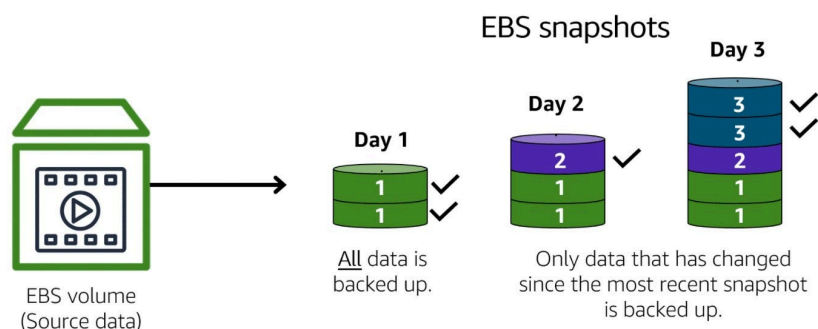 EBS snapshots
Day 1
Day 2
Day 3
1
1
2
1
1
3
3
2
1
1
EBS volume
(Source data)
All data is
backed up.
Only data that has changed
since the most recent snapshot
is backed up.